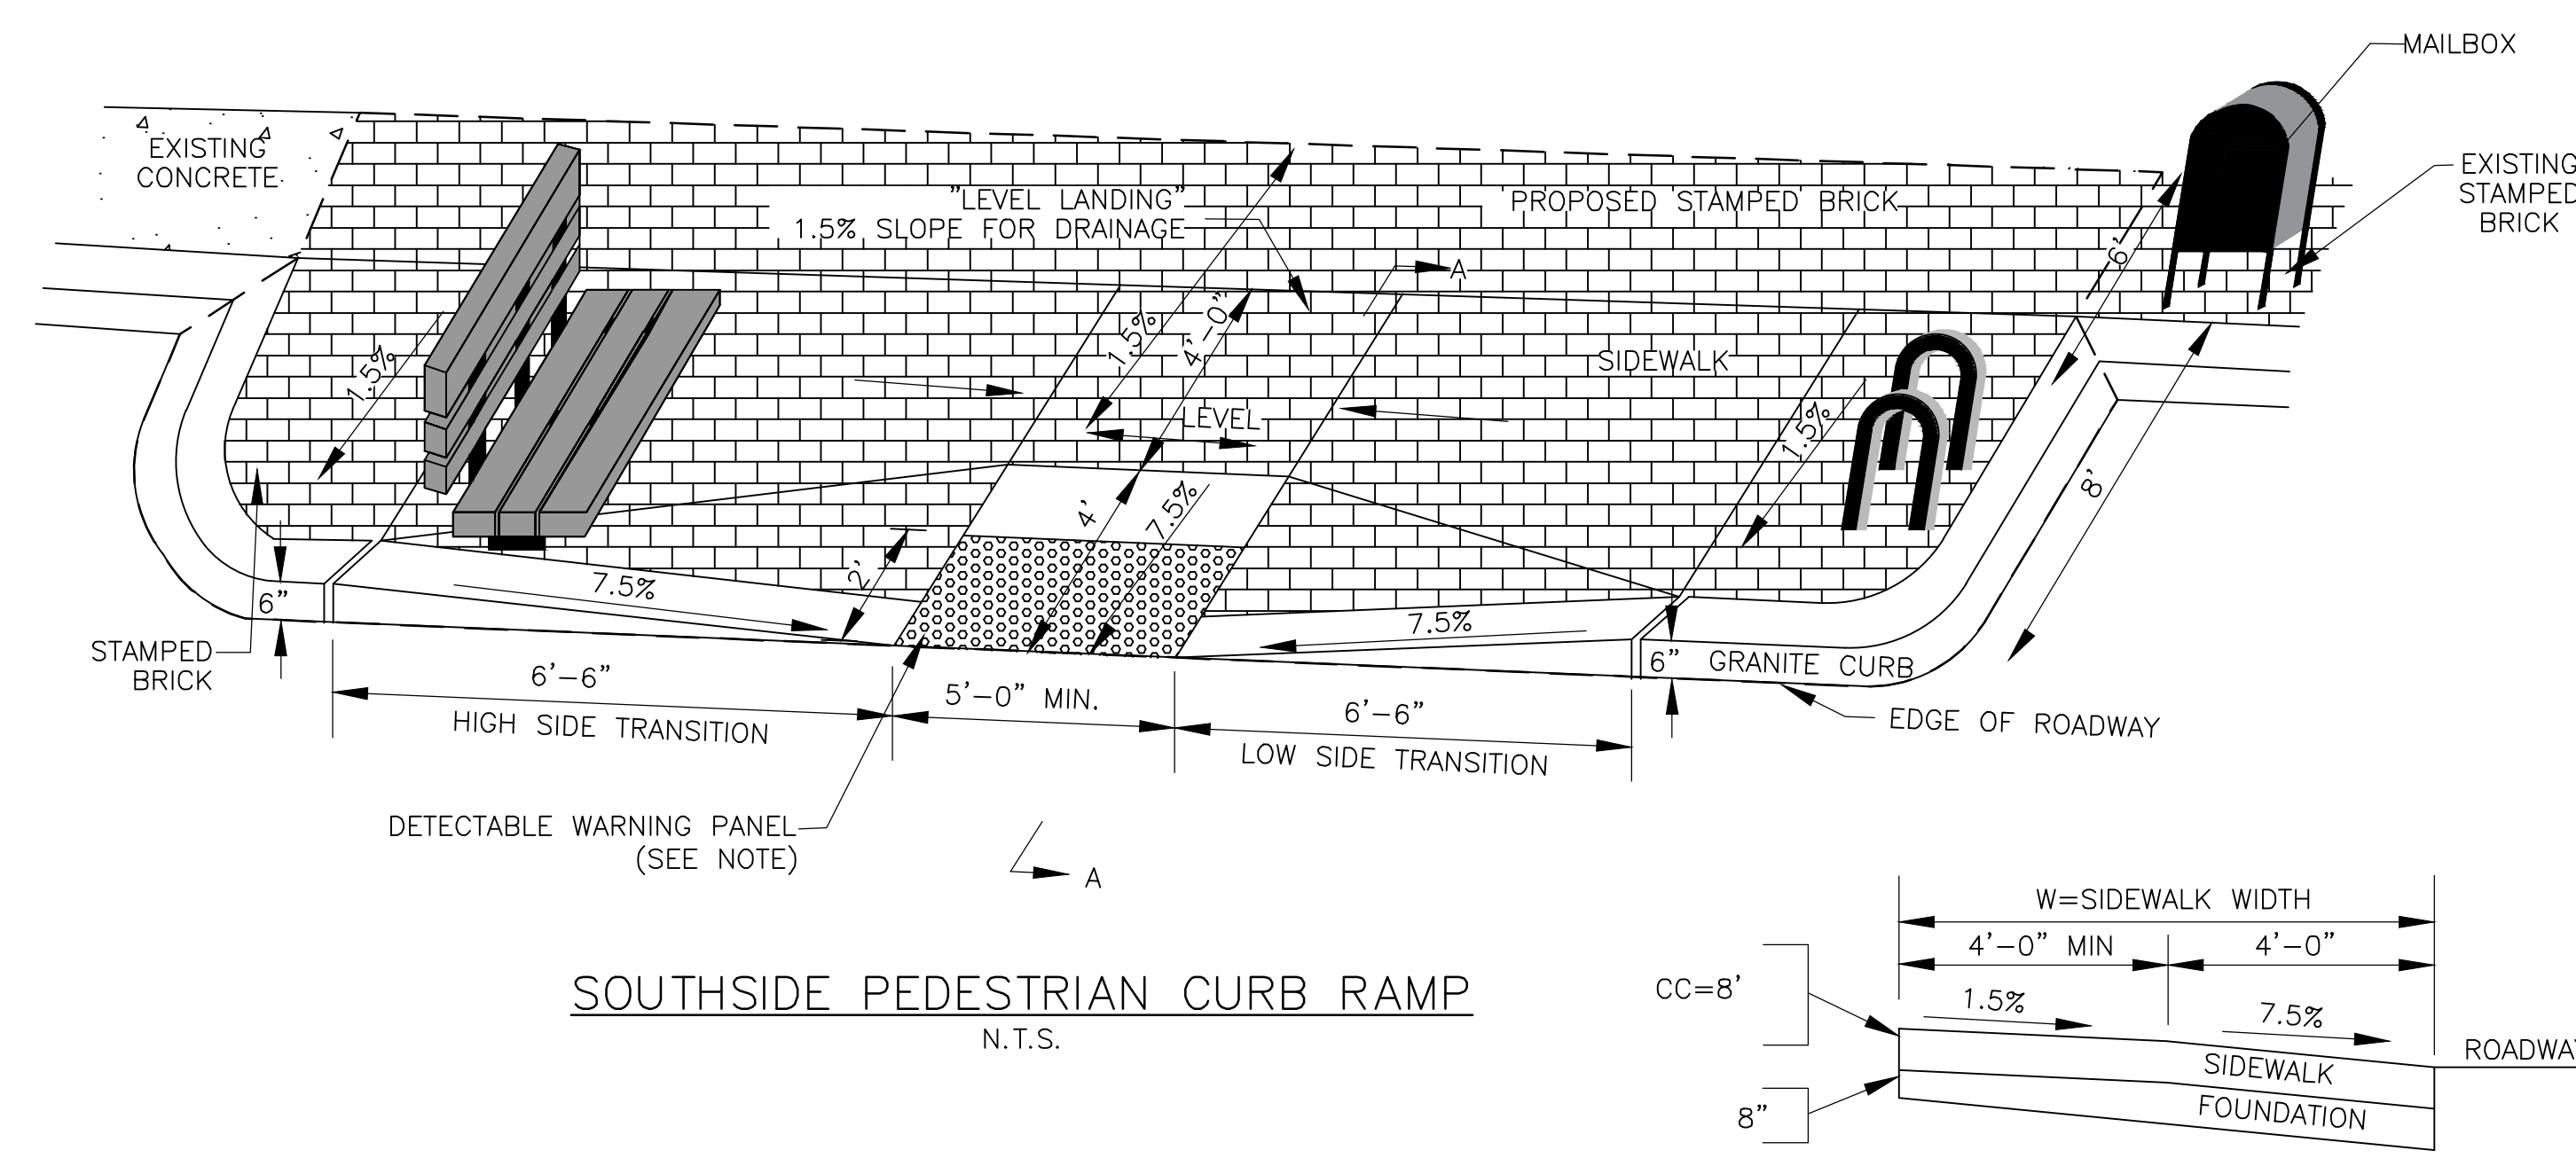 MAILBOX
EXISTING
CONCRETE
EXISTING
STAMPED
BRICK
"LEVEL LANDING"
1.5% SLOPE FOR DRAINAGE
PROPOSED STAMPED BRICK
6'
A
1.5%
4'-0"
1.5%
SIDEWALK
LEVEL
1.5%
8'
4'
7.5%
2'
7.5%
6"
7.5%
STAMPED
BRICK
6"
GRANITE CURB
6'-6"
5'-0" MIN.
6'-6"
HIGH SIDE TRANSITION
LOW SIDE TRANSITION
EDGE OF ROADWAY
DETECTABLE WARNING PANEL
(SEE NOTE)
A
SOUTHSIDE PEDESTRIAN CURB RAMP
N.T.S.
W=SIDEWALK WIDTH
4'-0" MIN
4'-0"
CC=8'
1.5%
7.5%
ROADWAY
SIDEWALK
8"
FOUNDATION